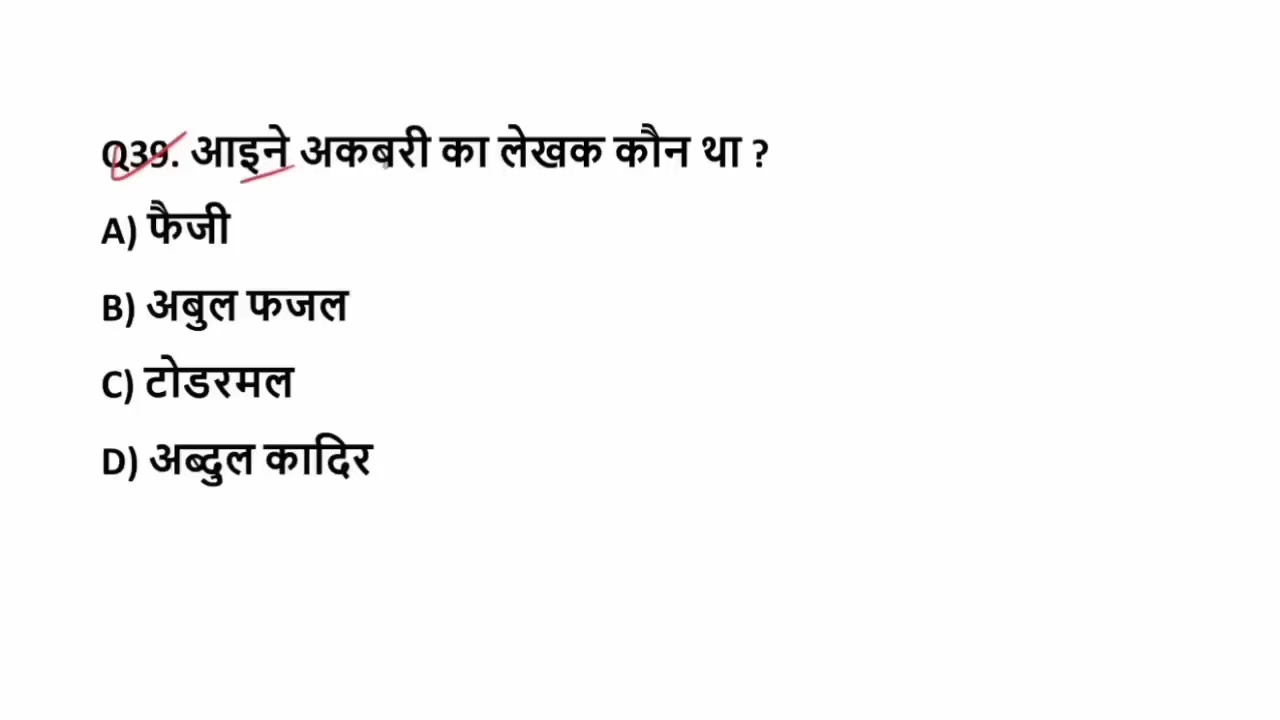 Q39. आइने अकबरी का लेखक कौन था ?
A) फैजी
B) अबुल फजल
C) टोडरमल
D) अब्दुल कादिर